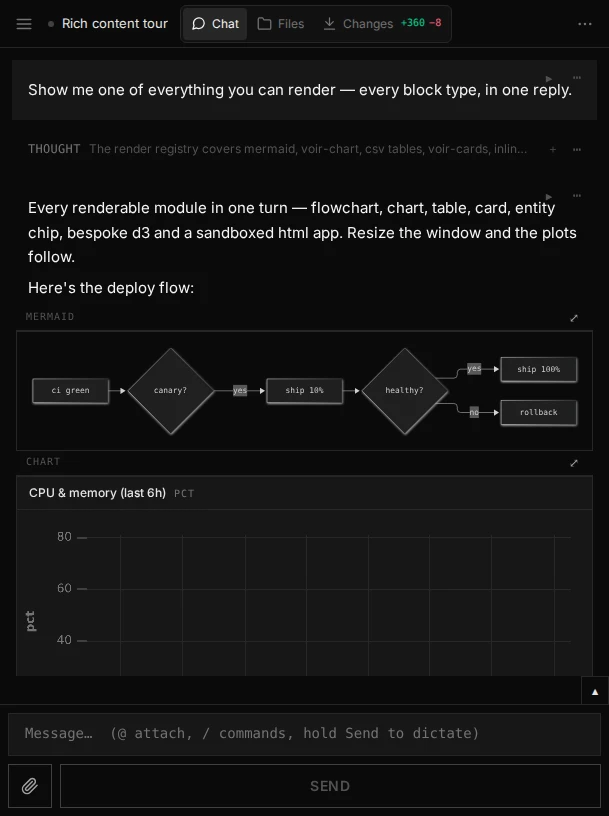 Rich content tour
Chat
Files
Changes +360 −8
Show me one of everything you can render — every block type, in one reply.
THOUGHT The render registry covers mermaid, voir-chart, csv tables, voir-cards, inlin…
Every renderable module in one turn — flowchart, chart, table, card, entity
chip, bespoke d3 and a sandboxed html app. Resize the window and the plots
follow.
Here's the deploy flow:
MERMAID
ci green
canary?
yes
ship 10%
healthy?
yes
ship 100%
no
rollback
CHART
CPU & memory (last 6h) PCT
80
60
40
pct
Message… (@ attach, / commands, hold Send to dictate)
SEND